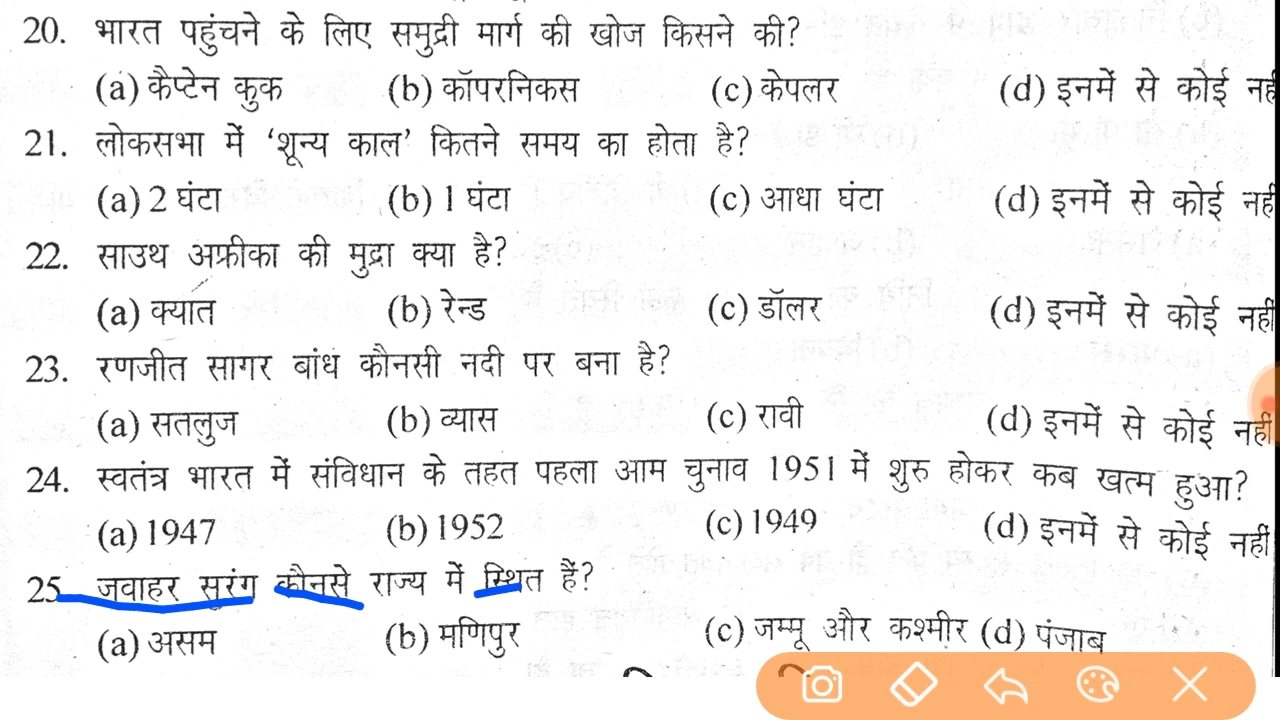 20. भारत पहुंचने के लिए समुद्री मार्ग की खोज किसने की?
(a) कैप्टेन कुक (b) कॉपरनिकस (c) केपलर (d) इनमें से कोई नहीं
21. लोकसभा में ‘शून्य काल’ कितने समय का होता है?
(a) 2 घंटा (b) 1 घंटा (c) आधा घंटा (d) इनमें से कोई नहीं
22. साउथ अफ्रीका की मुद्रा क्या है?
(a) क्यात (b) रेन्ड (c) डॉलर (d) इनमें से कोई नहीं
23. रणजीत सागर बांध कौनसी नदी पर बना है?
(a) सतलुज (b) व्यास (c) रावी (d) इनमें से कोई नहीं
24. स्वतंत्र भारत में संविधान के तहत पहला आम चुनाव 1951 में शुरु होकर कब खत्म हुआ?
(a) 1947 (b) 1952 (c) 1949 (d) इनमें से कोई नहीं
25 जवाहर सुरंग कौनसे राज्य में स्थित हैं?
(a) असम (b) मणिपुर (c) जम्मू और कश्मीर (d) पंजाब